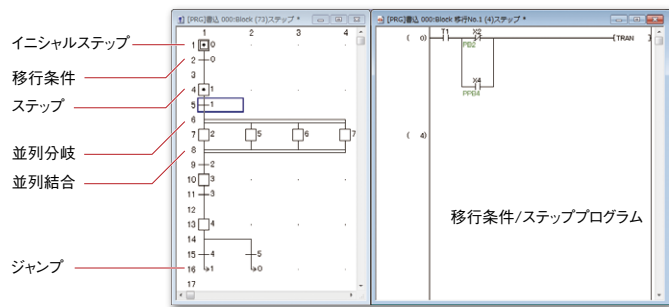 イニシャルステップ
移行条件
ステップ
並列分岐
並列結合
ジャンプ
[PRG]書込 000:Block (73)ステップ *
1 2 3 4
1 0
2 0
3
4 1
5 1
6
7 2 5 6 7
8
9 2
10 3
11 3
12
13 4
14
15 4 5
16 1 0
17
[PRG]書込 000:Block 移行No.1 (4)ステップ *
( 0) T1 X2 [TRAN ]
PB2
X4
PPB4
( 4)
移行条件/ステッププログラム